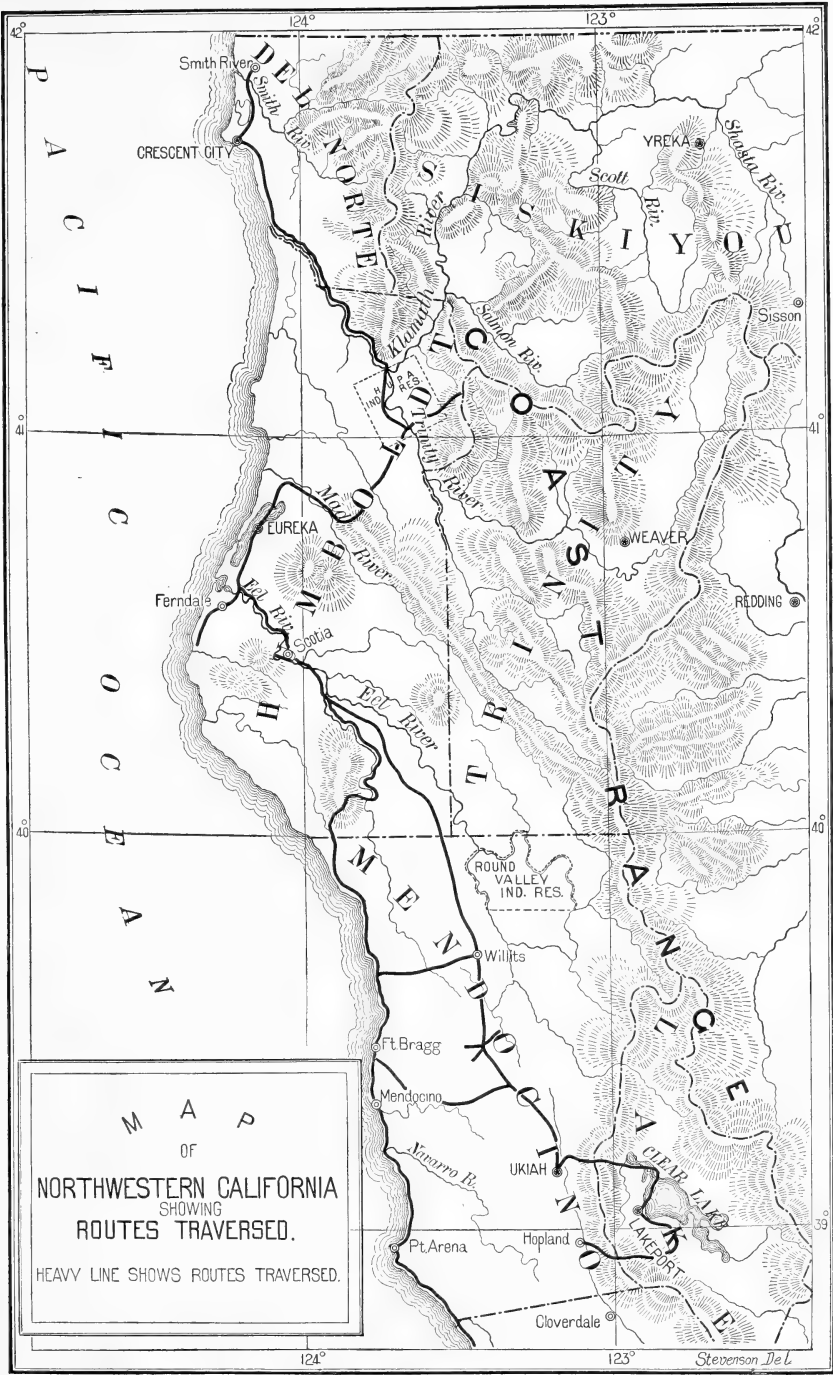 124° 123°
42° 42°
Smith River
Smith Riv.
CRESCENT CITY
DEL NORTE
SISKIYOU
YREKA
Shasta Riv.
Scott Riv.
Klamath River
Salmon Riv.
Sisson
HUPA
IND. RES.
41° 41°
Trinity River
PACIFIC OCEAN
COAST RANGE
HUMBOLDT
TRINITY
Mad River
EUREKA
WEAVER
REDDING
Ferndale
Eel Riv.
Scotia
Eel River
40° 40°
ROUND
VALLEY
IND. RES.
MENDOCINO
Willits
Ft. Bragg
Mendocino
Navarro R.
UKIAH
LAKE
CLEAR LAKE
LAKEPORT
39°
Hopland
Pt. Arena
Cloverdale
MAP
OF
NORTHWESTERN CALIFORNIA
SHOWING
ROUTES TRAVERSED.
HEAVY LINE SHOWS ROUTES TRAVERSED.
124° 123°
Stevenson Del